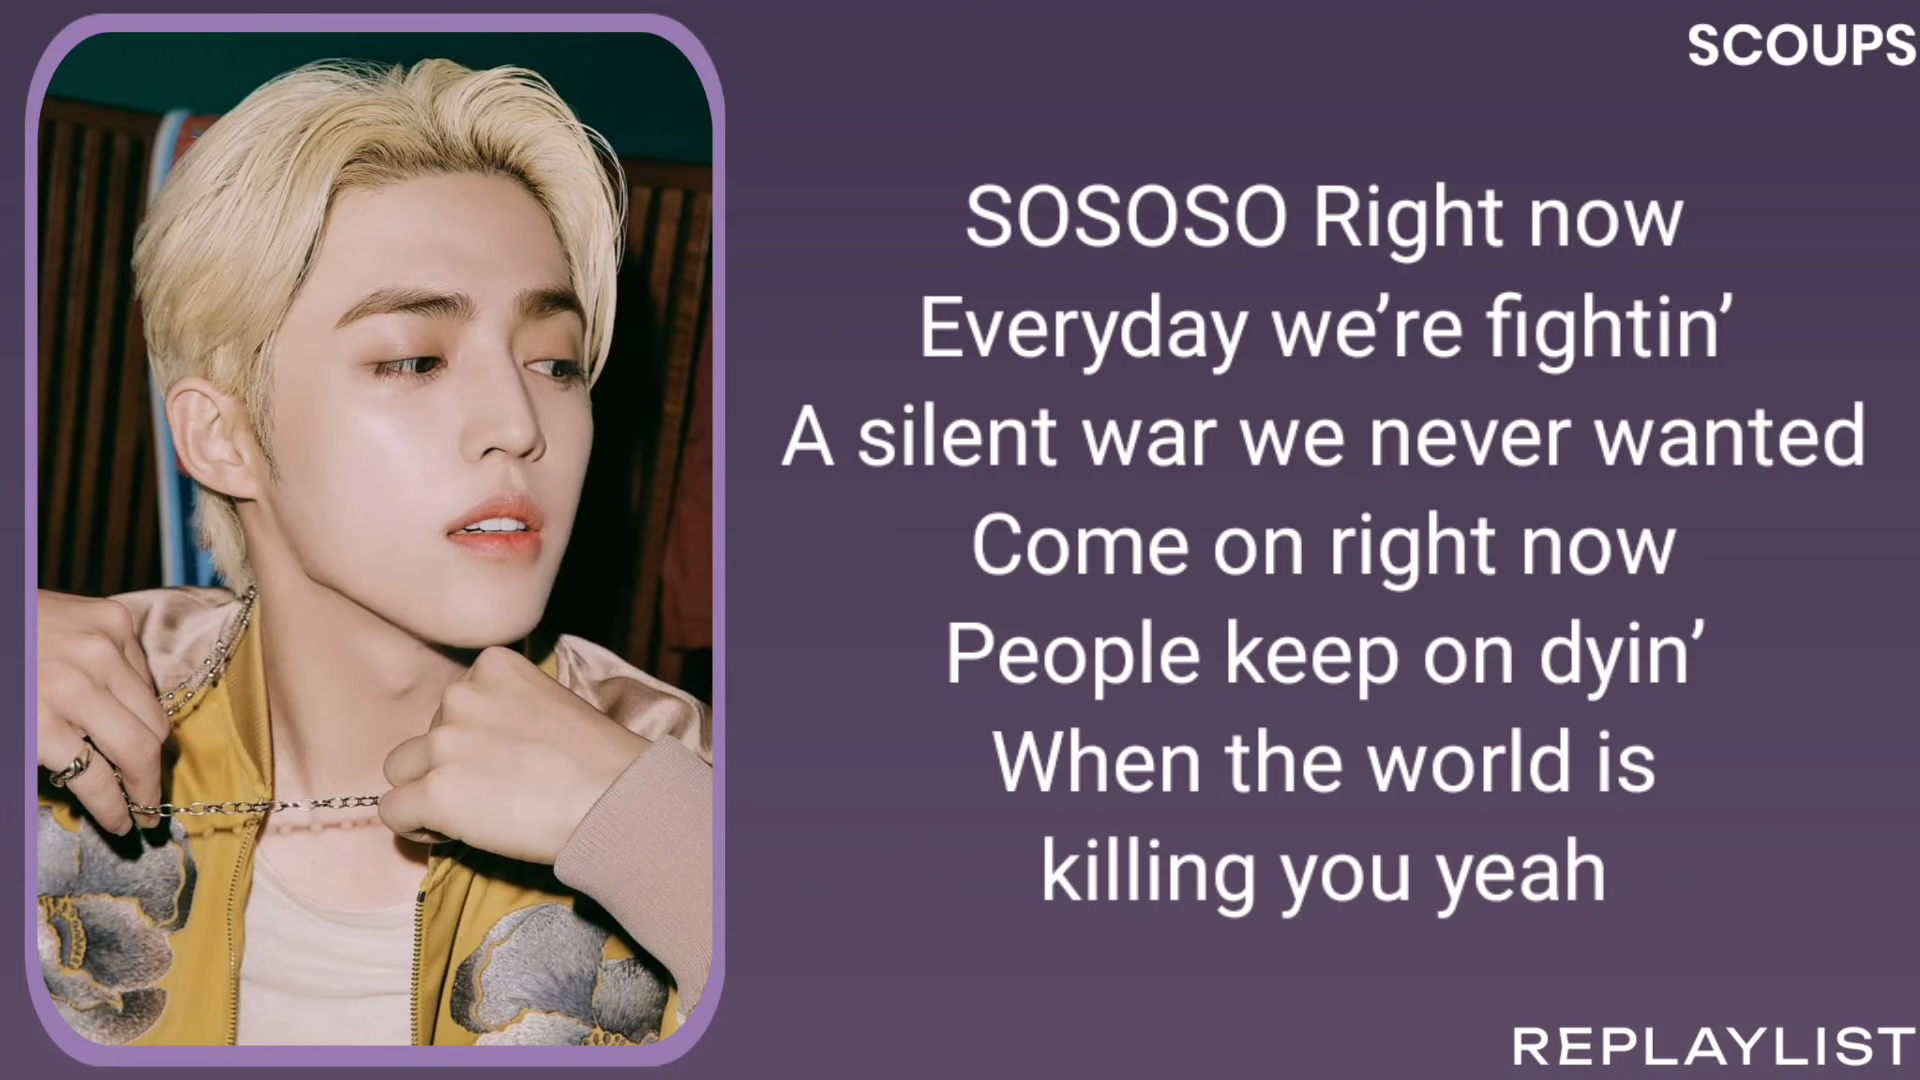 SCOUPS
SOSOSO Right now
Everyday we’re fightin’
A silent war we never wanted
Come on right now
People keep on dyin’
When the world is
killing you yeah
REPLAYLIST